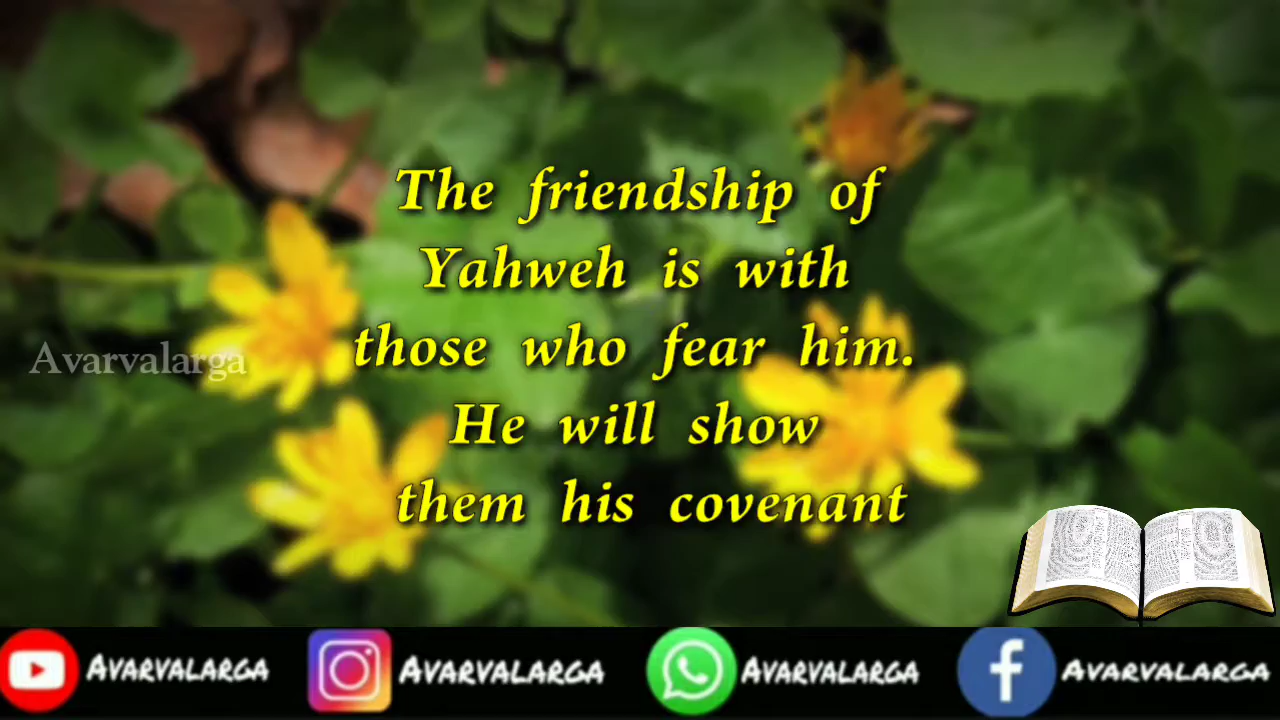 The friendship of
Yahweh is with
Avarvalarga
those who fear him.
He will show
them his covenant
AVARVALARGA AVARVALARGA AVARVALARGA AVARVALARGA